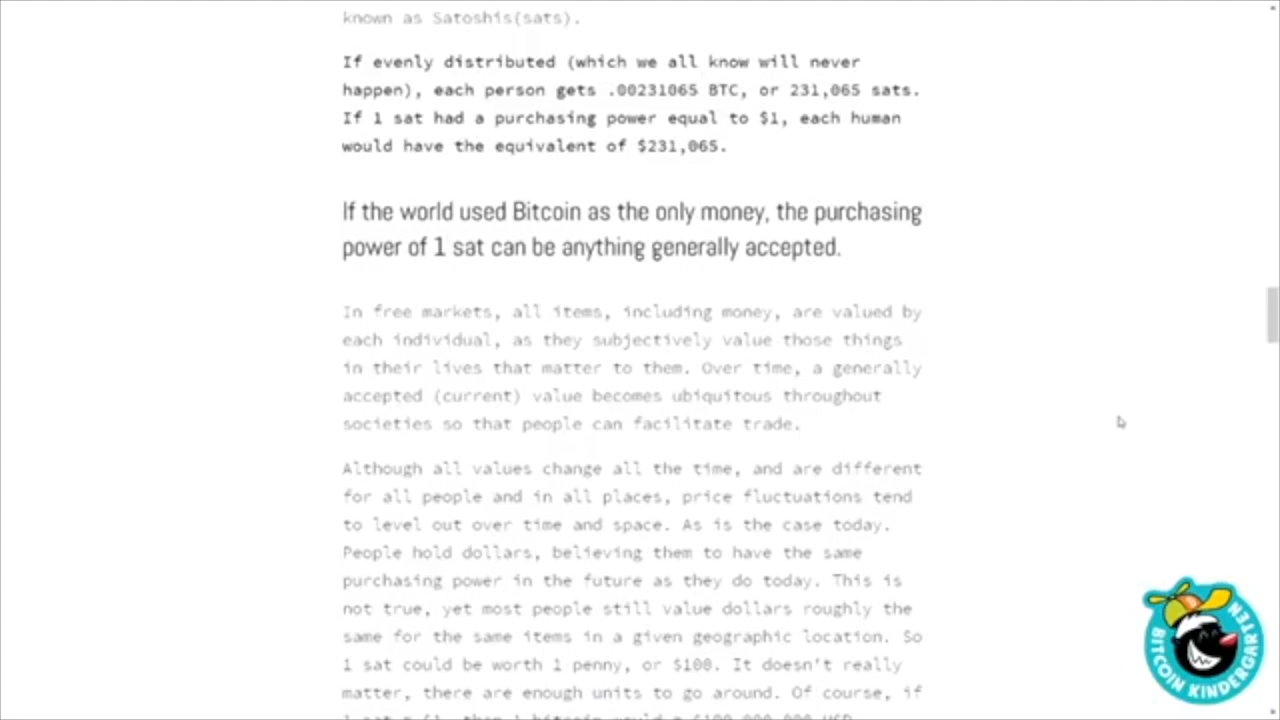 known as Satoshis(sats).
If evenly distributed (which we all know will never
happen), each person gets .00231065 BTC, or 231,065 sats.
If 1 sat had a purchasing power equal to $1, each human
would have the equivalent of $231,065.
If the world used Bitcoin as the only money, the purchasing
power of 1 sat can be anything generally accepted.
In free markets, all items, including money, are valued by
each individual, as they subjectively value those things
in their lives that matter to them. Over time, a generally
accepted (current) value becomes ubiquitous throughout
societies so that people can facilitate trade.
Although all values change all the time, and are different
for all people and in all places, price fluctuations tend
to level out over time and space. As is the case today.
People hold dollars, believing them to have the same
purchasing power in the future as they do today. This is
not true, yet most people still value dollars roughly the
same for the same items in a given geographic location. So
1 sat could be worth 1 penny, or $100. It doesn't really
matter, there are enough units to go around. Of course, if
BITCOIN KINDERGARTEN